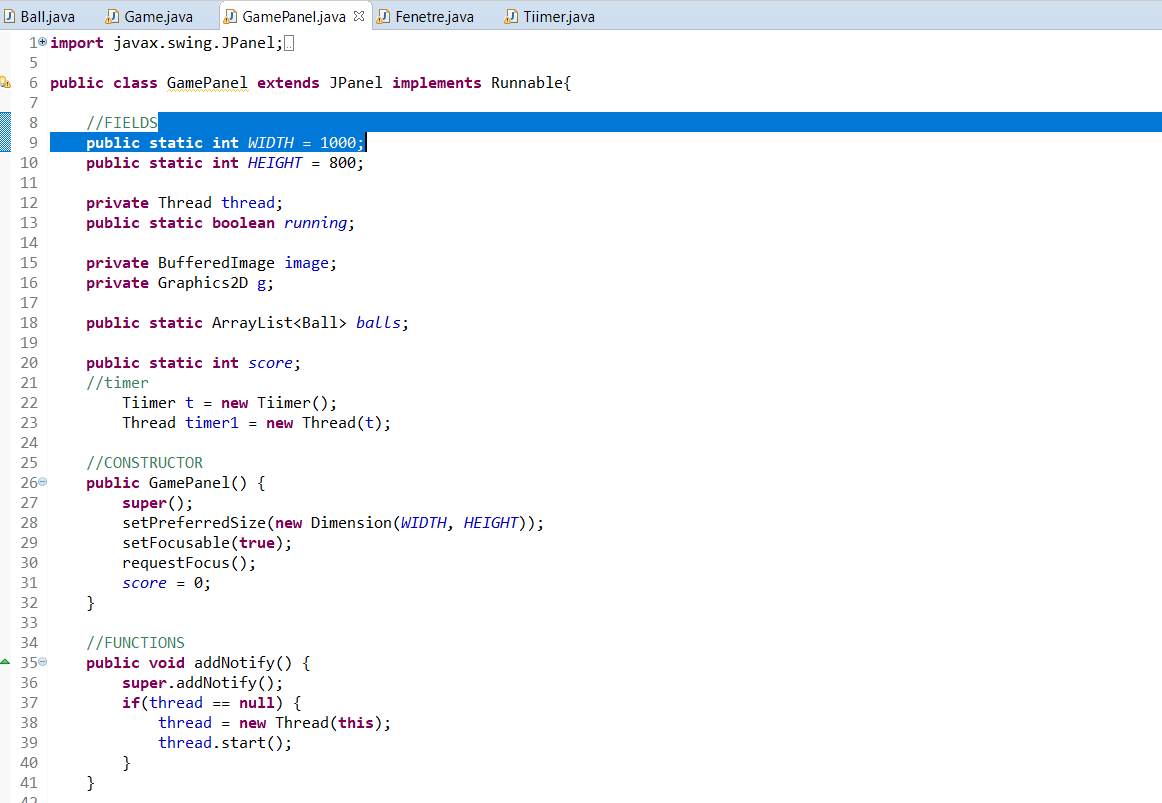 Ball.java Game.java GamePanel.java Fenetre.java Tiimer.java
1 import javax.swing.JPanel;
5
6 public class GamePanel extends JPanel implements Runnable{
7
8 //FIELDS
9 public static int WIDTH = 1000;
10 public static int HEIGHT = 800;
11
12 private Thread thread;
13 public static boolean running;
14
15 private BufferedImage image;
16 private Graphics2D g;
17
18 public static ArrayList<Ball> balls;
19
20 public static int score;
21 //timer
22 Tiimer t = new Tiimer();
23 Thread timer1 = new Thread(t);
24
25 //CONSTRUCTOR
26 public GamePanel() {
27 super();
28 setPreferredSize(new Dimension(WIDTH, HEIGHT));
29 setFocusable(true);
30 requestFocus();
31 score = 0;
32 }
33
34 //FUNCTIONS
35 public void addNotify() {
36 super.addNotify();
37 if(thread == null) {
38 thread = new Thread(this);
39 thread.start();
40 }
41 }
42